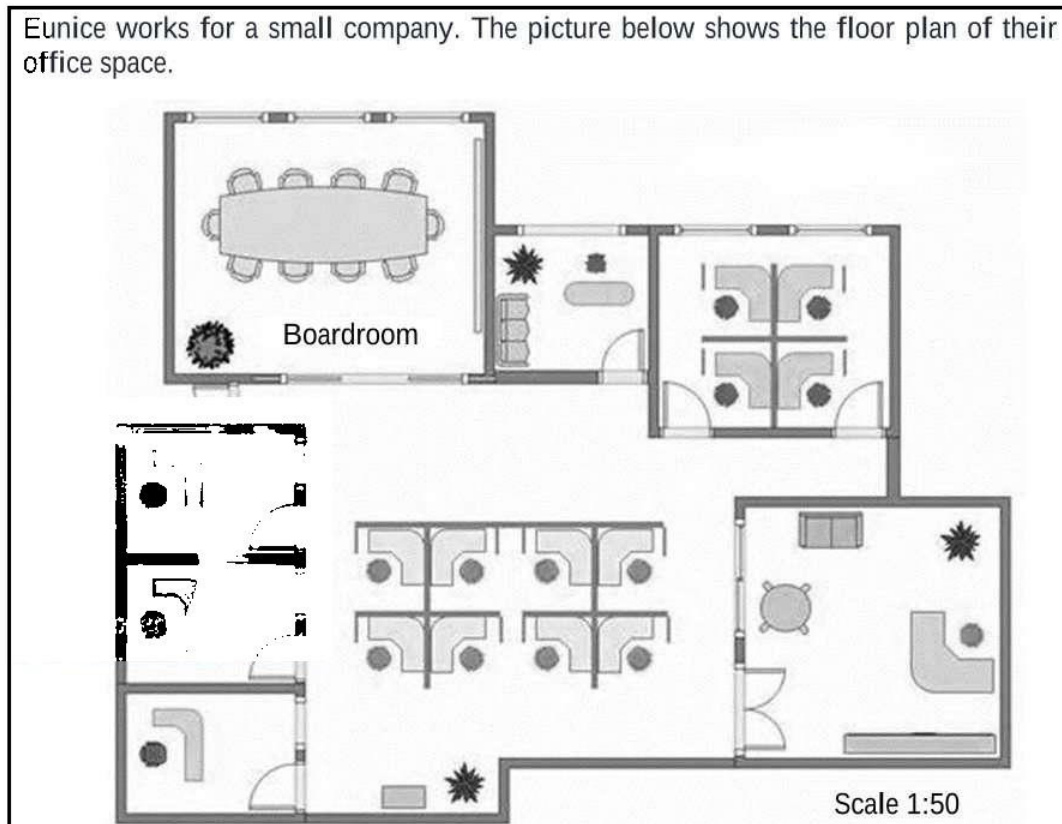 Eunice works for a small company. The picture below shows the floor plan of their
office space.
Boardroom
Scale 1:50